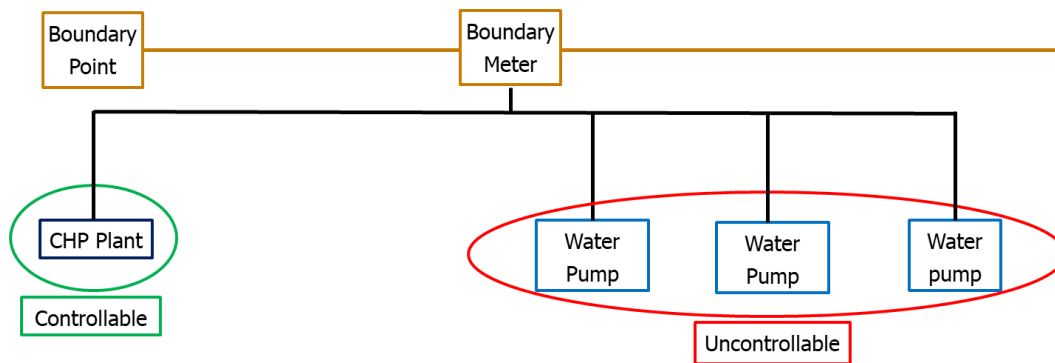 Boundary
Point
Boundary
Meter
CHP Plant
Water
Pump
Water
Pump
Water
pump
Controllable
Uncontrollable